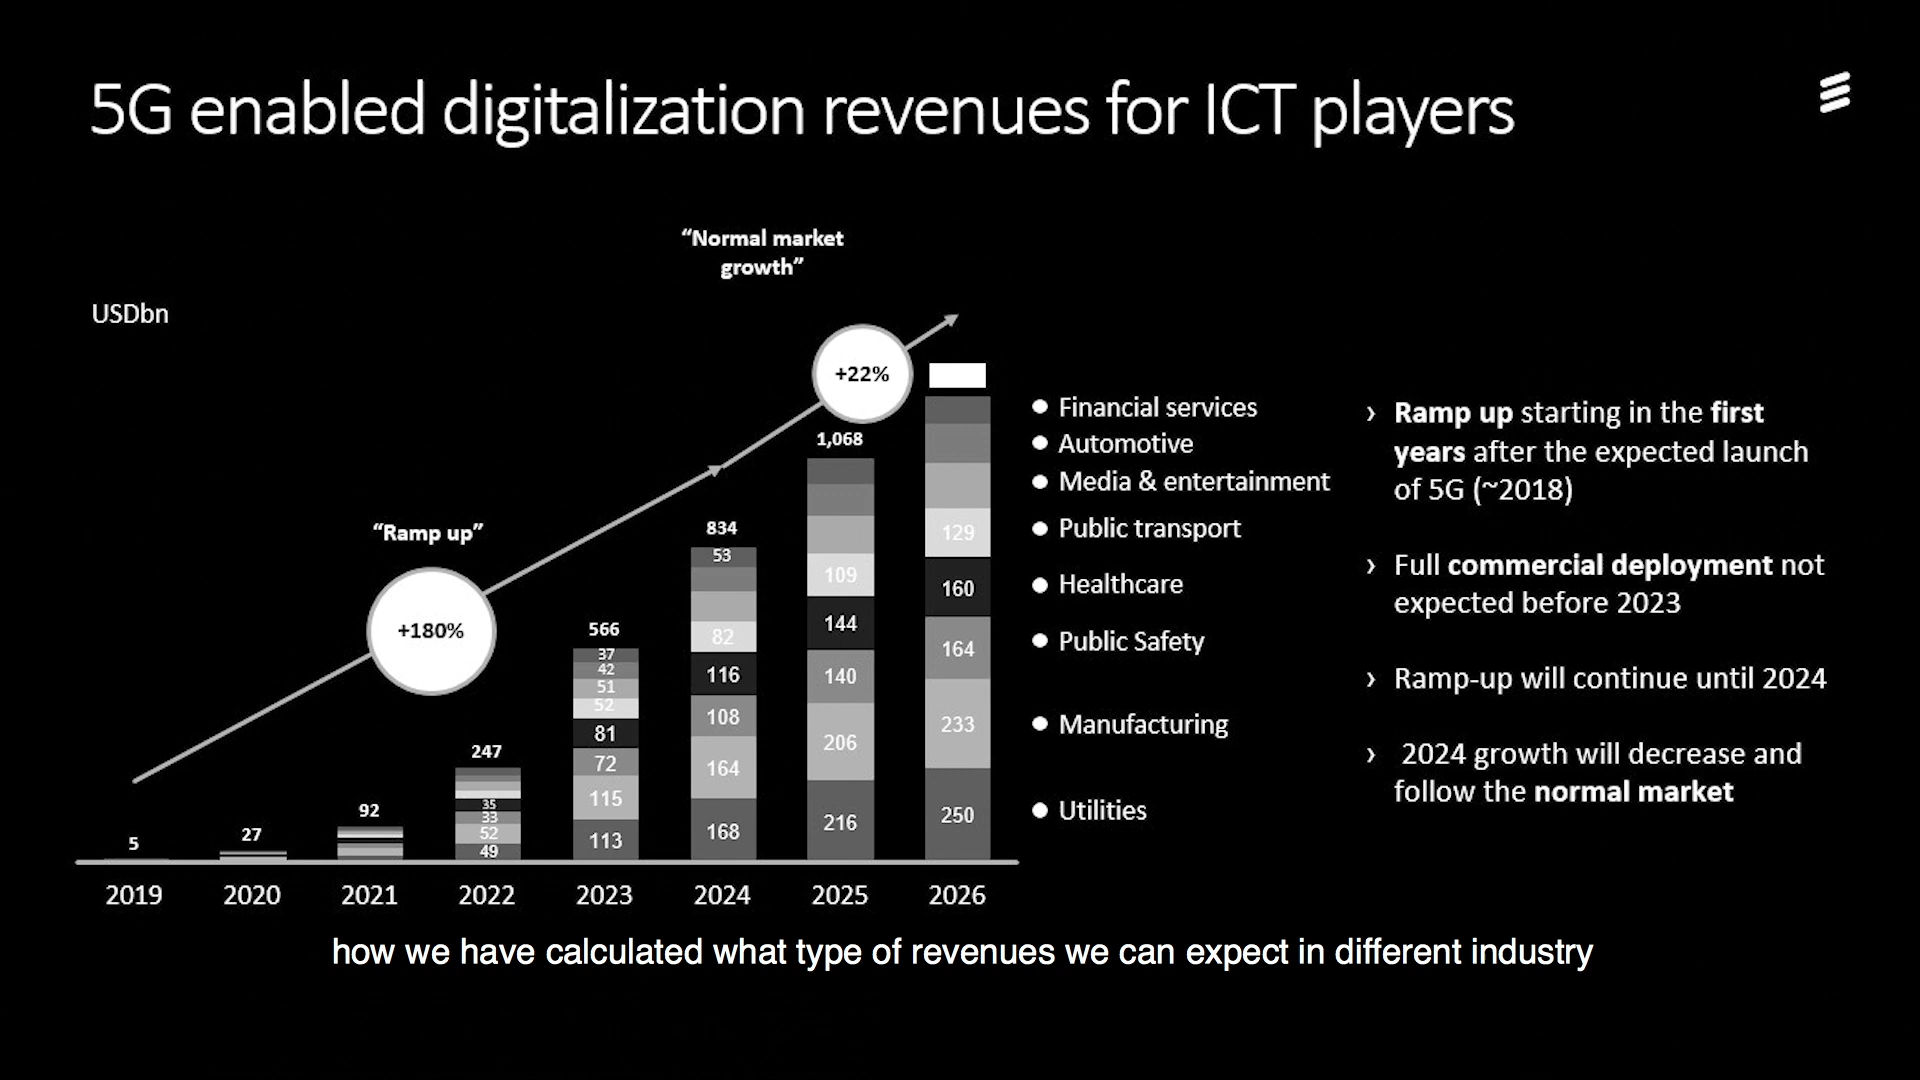 5G enabled digitalization revenues for ICT players
“Normal market
growth”
USDbn
+22%
1,068
“Ramp up”
+180%
5
27
92
247
35
33
52
49
566
37
42
51
52
81
72
115
113
834
53
82
116
108
164
168
109
144
140
206
216
129
160
164
233
250
2019
2020
2021
2022
2023
2024
2025
2026
Financial services
Automotive
Media & entertainment
Public transport
Healthcare
Public Safety
Manufacturing
Utilities
› Ramp up starting in the first
years after the expected launch
of 5G (~2018)
› Full commercial deployment not
expected before 2023
› Ramp-up will continue until 2024
› 2024 growth will decrease and
follow the normal market
how we have calculated what type of revenues we can expect in different industry